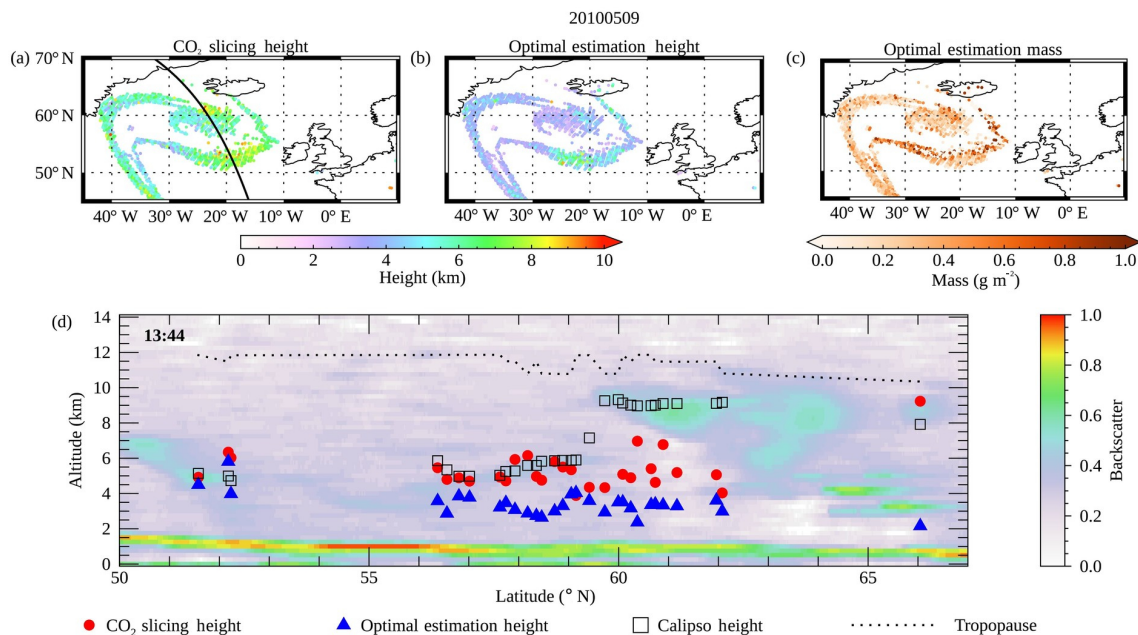 20100509
(a) CO₂ slicing height
(b) Optimal estimation height
(c) Optimal estimation mass
70° N
60° N
50° N
40° W 30° W 20° W 10° W 0° E
40° W 30° W 20° W 10° W 0° E
40° W 30° W 20° W 10° W 0° E
0 2 4 6 8 10
Height (km)
0.0 0.2 0.4 0.6 0.8 1.0
Mass (g m⁻²)
(d)
13:44
14
12
10
8
6
4
2
0
Altitude (km)
50 55 60 65
Latitude (° N)
1.0
0.8
0.6
0.4
0.2
0.0
Backscatter
CO₂ slicing height Optimal estimation height Calipso height Tropopause